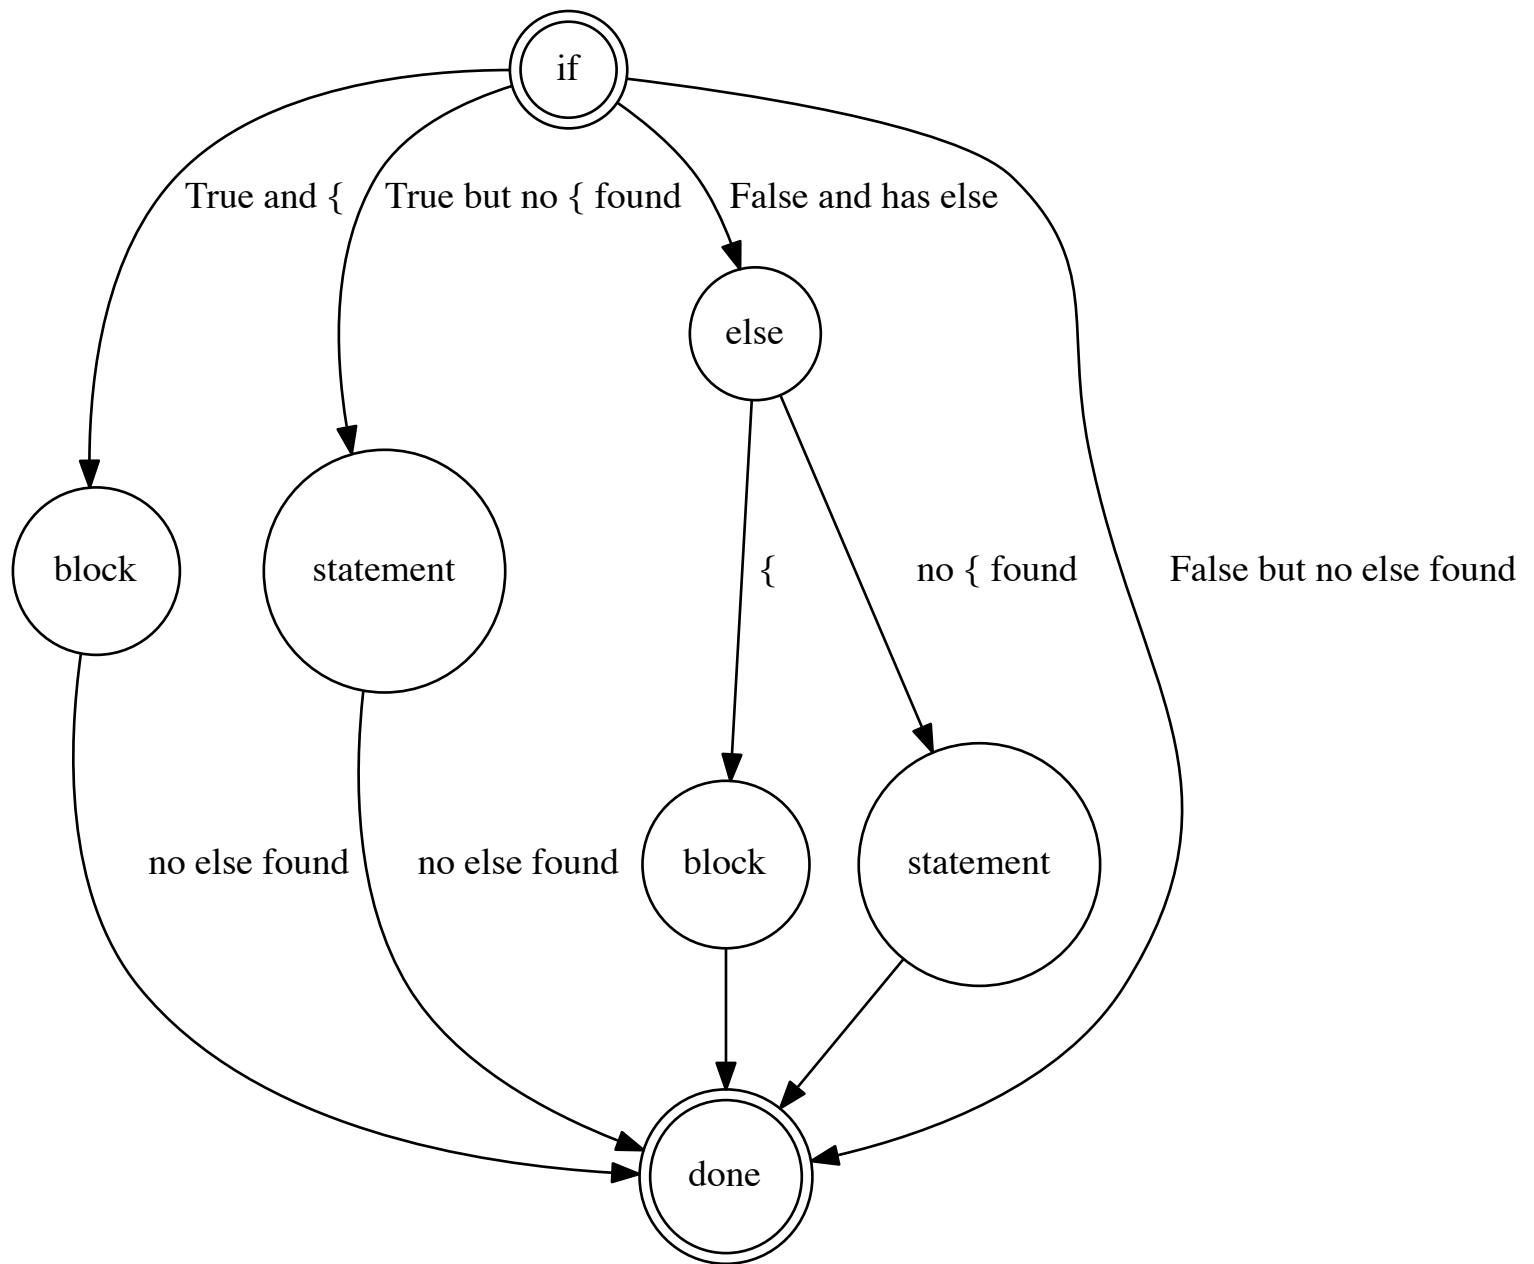 if
True and {
True but no { found
False and has else
else
block
statement
{
no { found
False but no else found
no else found
no else found
block
statement
done